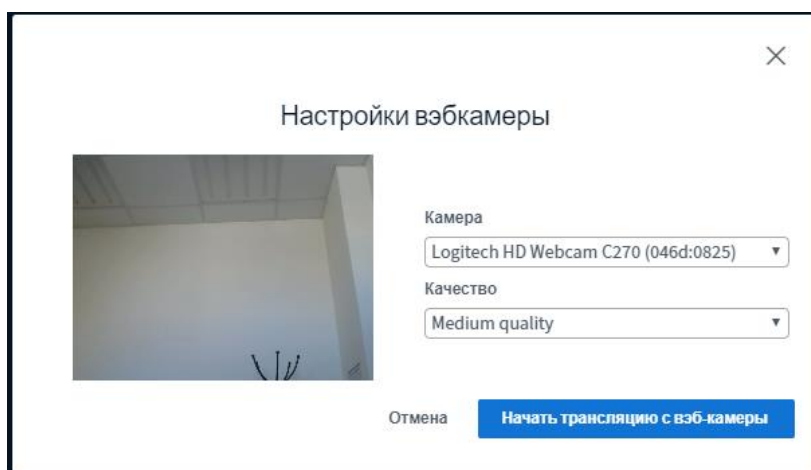 Настройки вэбкамеры
Камера
Logitech HD Webcam C270 (046d:0825)
Качество
Medium quality
Отмена
Начать трансляцию с вэб-камеры